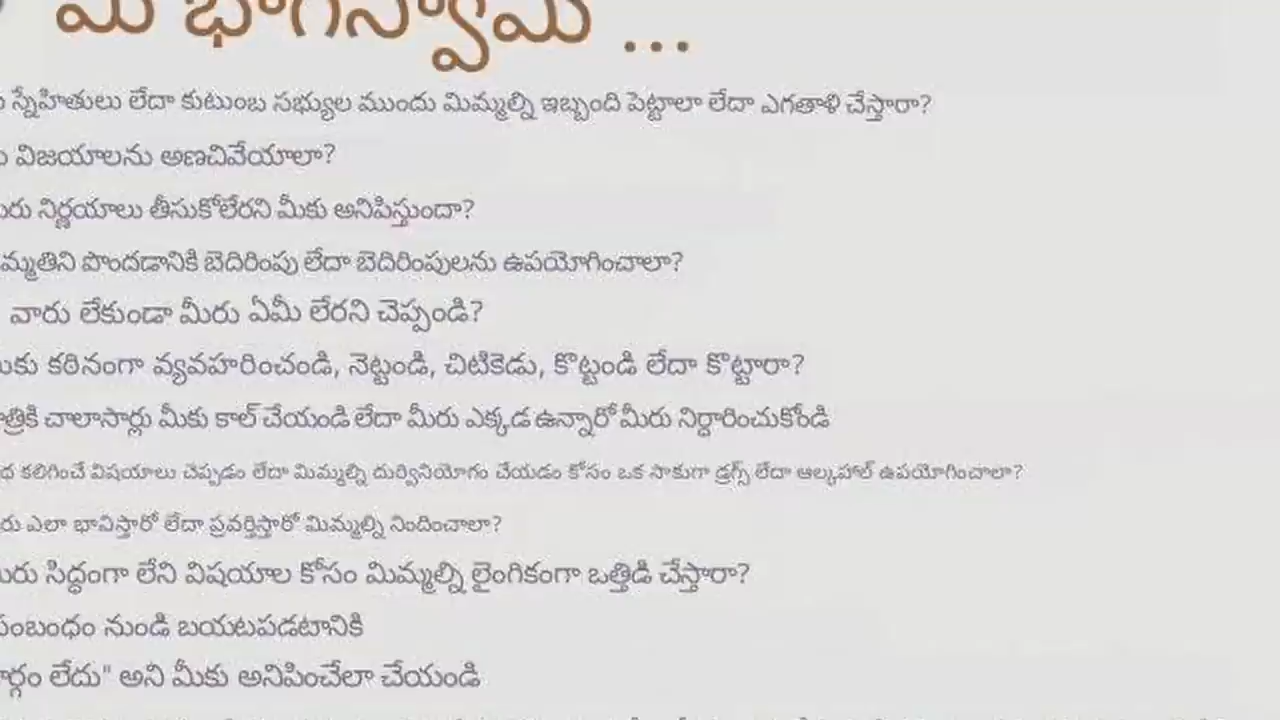 మీ భాగస్వామి ...
స్నేహితులు లేదా కుటుంబ సభ్యుల ముందు మిమ్మల్ని ఇబ్బంది పెట్టాలా లేదా ఎగతాళి చేస్తారా?
విజయాలను అణచివేయాలా?
నిర్ణయాలు తీసుకోలేరని మీకు అనిపిస్తుందా?
పొందడానికి బెదిరింపు లేదా బెదిరింపులను ఉపయోగించాలా?
వారు లేకుండా మీరు ఏమీ లేరని చెప్పండి?
కఠినంగా వ్యవహరించండి, నెట్టండి, చిటికెడు, కొట్టండి లేదా కొట్టారా?
చాలాసార్లు మీకు కాల్ చేయండి లేదా మీరు ఎక్కడ ఉన్నారో మీరు నిర్ధారించుకోండి
కలిగించే విషయాలు చెప్పడం లేదా మిమ్మల్ని దుర్వినియోగం చేయడం కోసం ఒక సాకుగా డ్రగ్స్ లేదా ఆల్కహాల్ ఉపయోగించాలా?
ఎలా భావిస్తారో లేదా ప్రవర్తిస్తారో మిమ్మల్ని నిందించాలా?
సిద్ధంగా లేని విషయాల కోసం మిమ్మల్ని లైంగికంగా ఒత్తిడి చేస్తారా?
సంబంధం నుండి బయటపడటానికి
లేదు" అని మీకు అనిపించేలా చేయండి